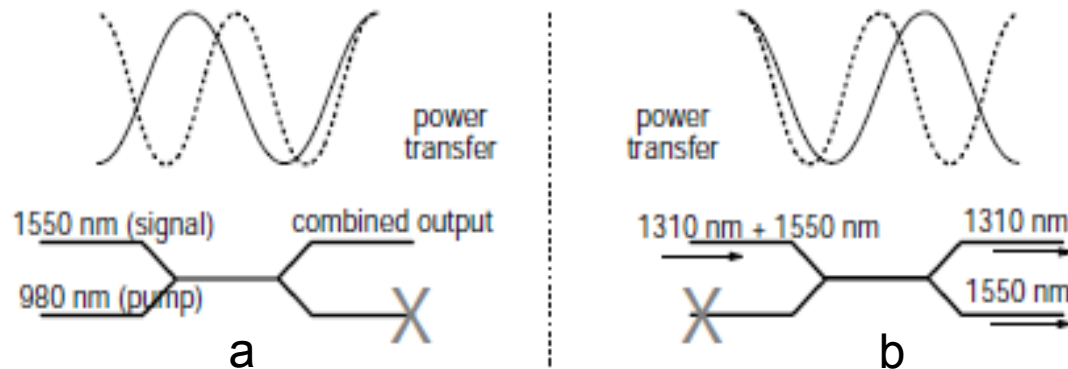 power
transfer
1550 nm (signal)
combined output
980 nm (pump)
X
a
power
transfer
1310 nm + 1550 nm
1310 nm
1550 nm
X
b